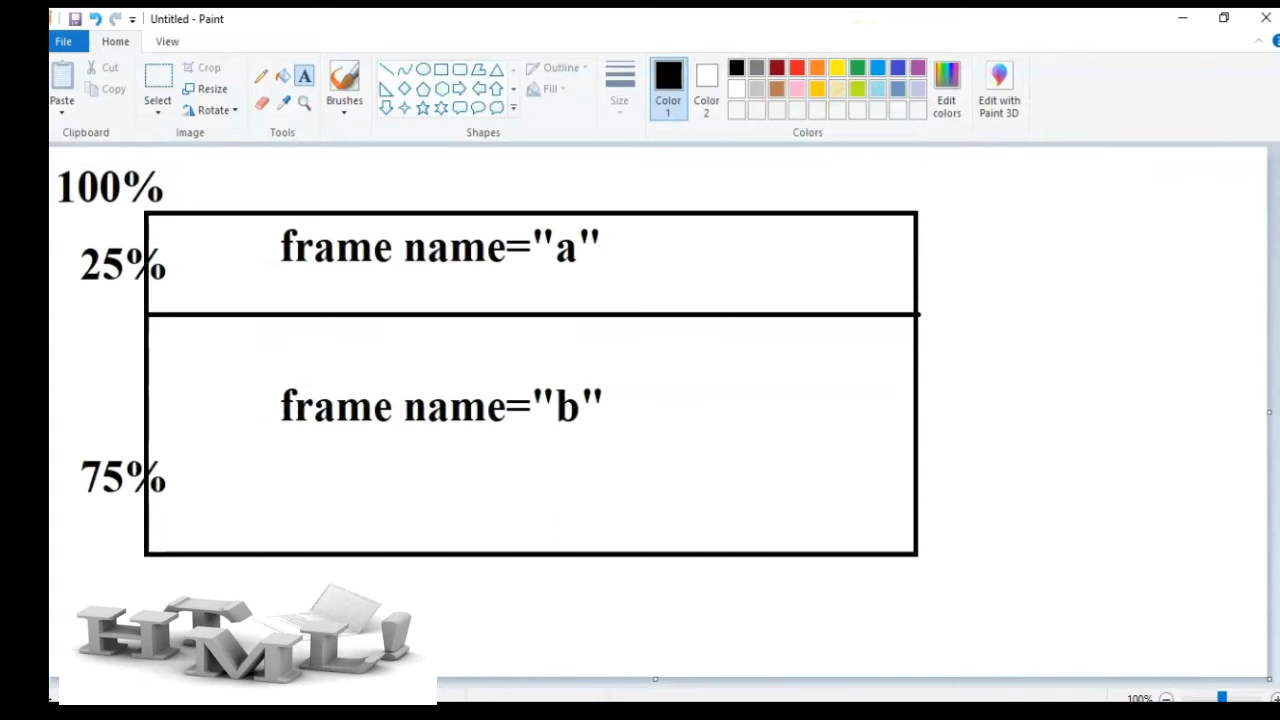 Untitled - Paint
File Home View
Paste
Cut
Copy
Clipboard
Select
Crop
Resize
Rotate
Image
A
Tools
Brushes
Shapes
Outline
Fill
Size
Color 1
Color 2
Colors
Edit colors
Edit with Paint 3D
100%
25%
frame name="a"
frame name="b"
75%
HTML!
100%